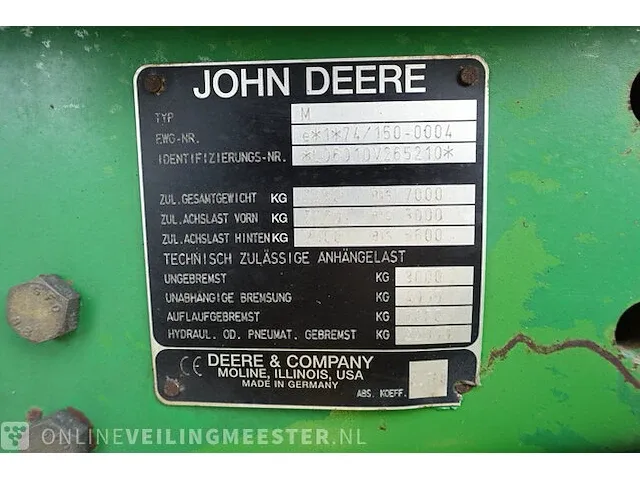 JOHN DEERE
TYP M
EWG-NR. e*1*74/150-0004
IDENTIFIZIERUNGS-NR.
ZUL.GESAMTGEWICHT KG 7000
ZUL.ACHSLAST VORN KG
ZUL.ACHSLAST HINTEN KG
TECHNISCH ZULÄSSIGE ANHÄNGELAST
UNGEBREMST KG 3000
UNABHÄNGIGE BREMSUNG KG
AUFLAUFGEBREMST KG
HYDRAUL. OD. PNEUMAT. GEBREMST KG
CE DEERE & COMPANY
MOLINE, ILLINOIS, USA
MADE IN GERMANY
ABS. KOEFF.
ONLINEVEILINGMEESTER.NL